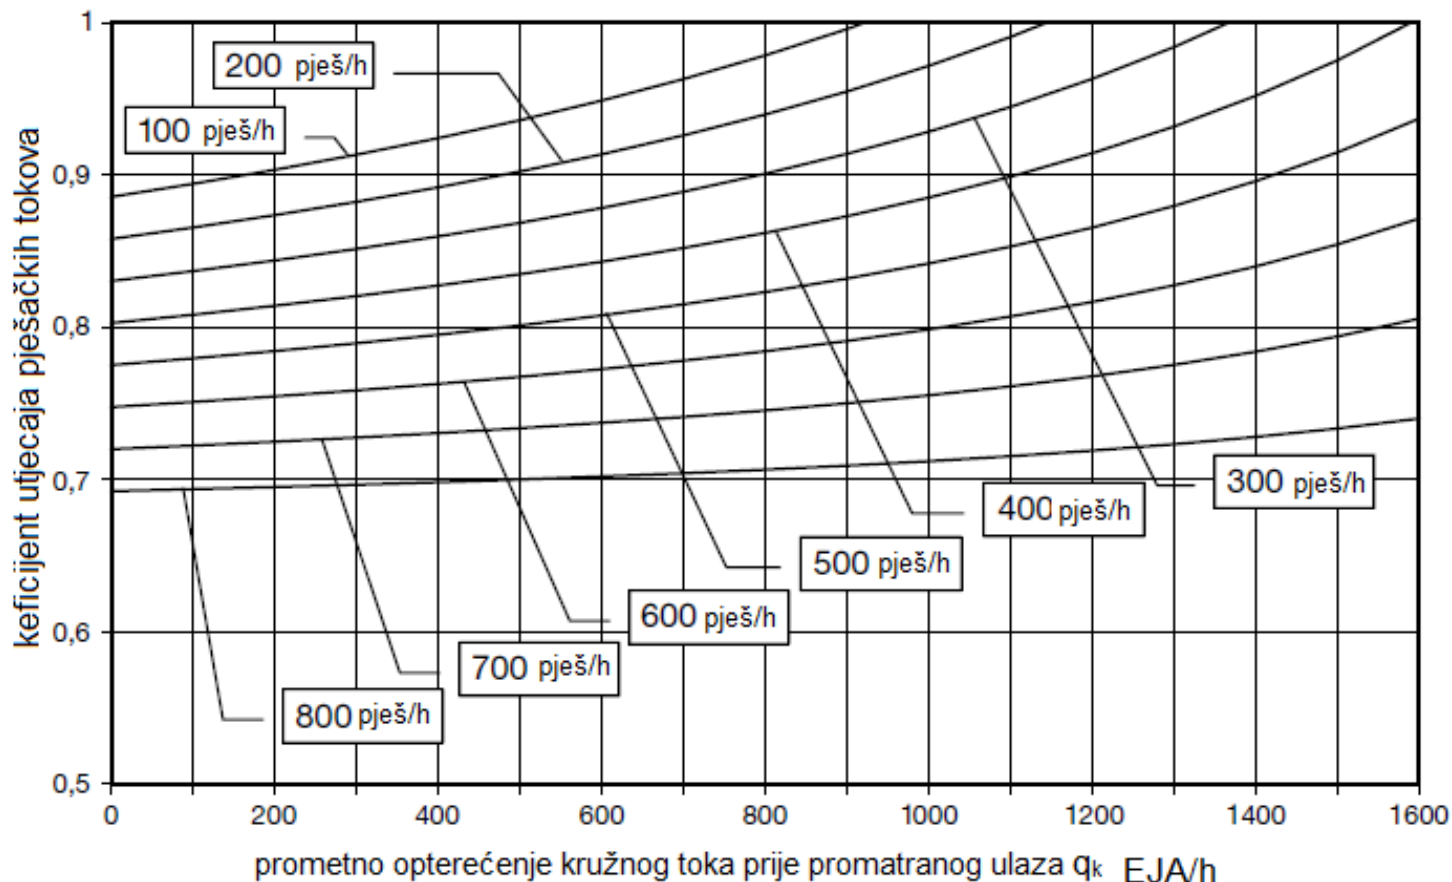 1
0,9
0,8
0,7
0,6
0,5
keficijent utjecaja pješačkih tokova
200 pješ/h
100 pješ/h
300 pješ/h
400 pješ/h
500 pješ/h
600 pješ/h
700 pješ/h
800 pješ/h
0 200 400 600 800 1000 1200 1400 1600
prometno opterećenje kružnog toka prije promatranog ulaza qk EJA/h